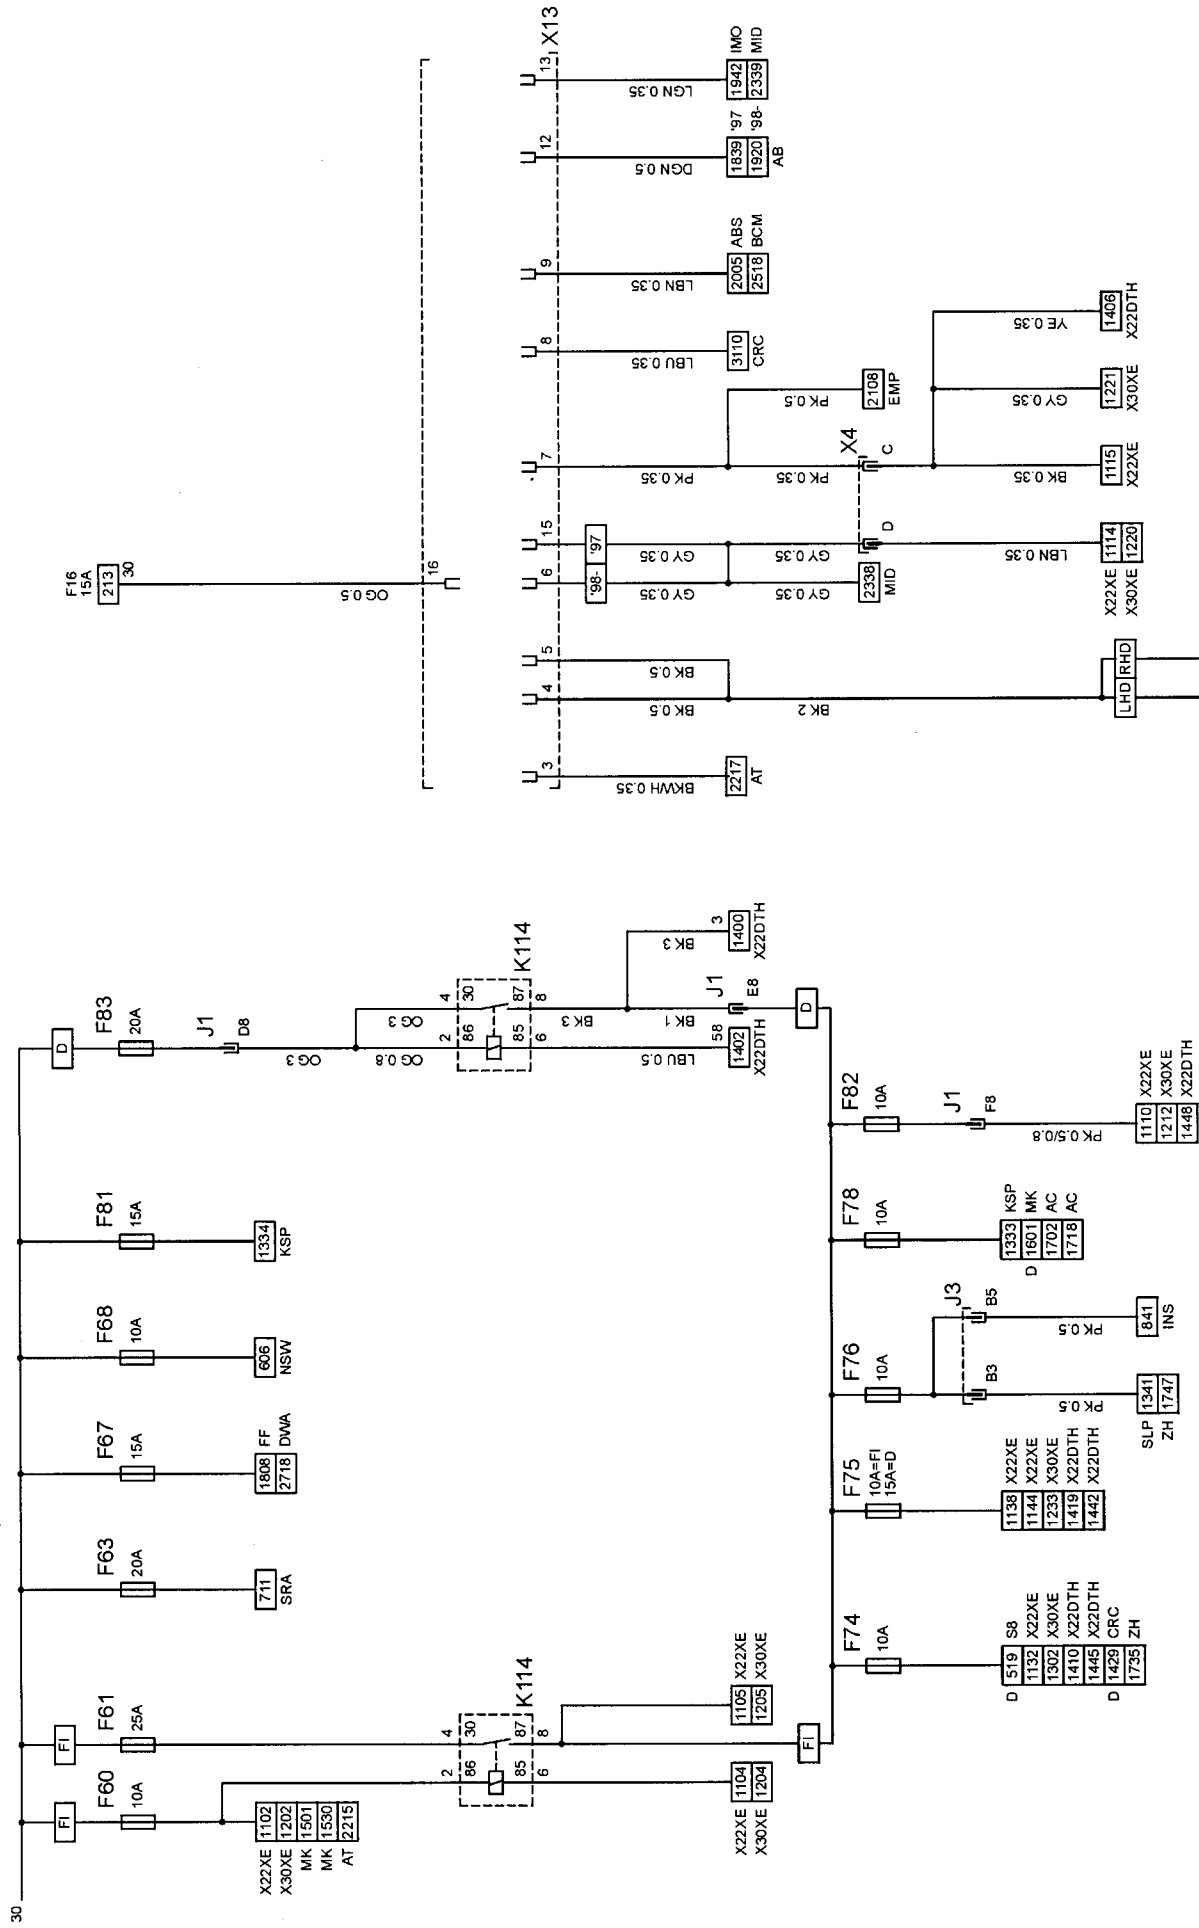 30
FI
F60
10A
X22XE 1102
X30XE 1202
MK 1501
MK 1530
AT 2215
FI
F61
25A
2
4
86
30
85
87
6
8
K114
X22XE 1104
X30XE 1204
1105 X22XE
1205 X30XE
FI
F63
20A
711
SRA
F67
15A
1808 FF
2718 DWA
F68
10A
606
NSW
F81
15A
1334
KSP
D
F83
20A
J1
D8
OG 3
OG 0.8
OG 3
2
4
86
30
85
87
6
8
K114
LBU 0.5
58
1402
X22DTH
BK 3
BK 3
3
1400
X22DTH
BK 1
J1
E8
D
F74
10A
D 519 S8
1132 X22XE
1302 X30XE
1410 X22DTH
1445 X22DTH
D 1429 CRC
1735 ZH
F75
10A=FI
15A=D
1138 X22XE
1144 X22XE
1233 X30XE
1419 X22DTH
1442 X22DTH
F76
10A
J3
B3
B5
PK 0.5
PK 0.5
SLP 1341
ZH 1747
841
INS
F78
10A
1333 KSP
D 1601 MK
1702 AC
1718 AC
F82
10A
J1
F8
PK 0.5/0.8
1110 X22XE
1212 X30XE
1448 X22DTH
F16
15A
213
30
OG 0.5
16
3
4
5
6
15
7
8
9
12
13
X13
BKWH 0.35
2217
AT
BK 0.5
BK 0.5
BK 2
LHD RHD
'98- '97
GY 0.35
GY 0.35
GY 0.35
GY 0.35
2338
MID
D
LBN 0.35
X22XE 1114
X30XE 1220
PK 0.35
PK 0.35
PK 0.5
2108
EMP
X4
C
BK 0.35
GY 0.35
YE 0.35
1115
X22XE
1221
X30XE
1406
X22DTH
LBU 0.35
3110
CRC
LBN 0.35
2005 ABS
2518 BCM
DGN 0.5
1839 '97
1920 '98-
AB
LGN 0.35
1942 IMO
2339 MID